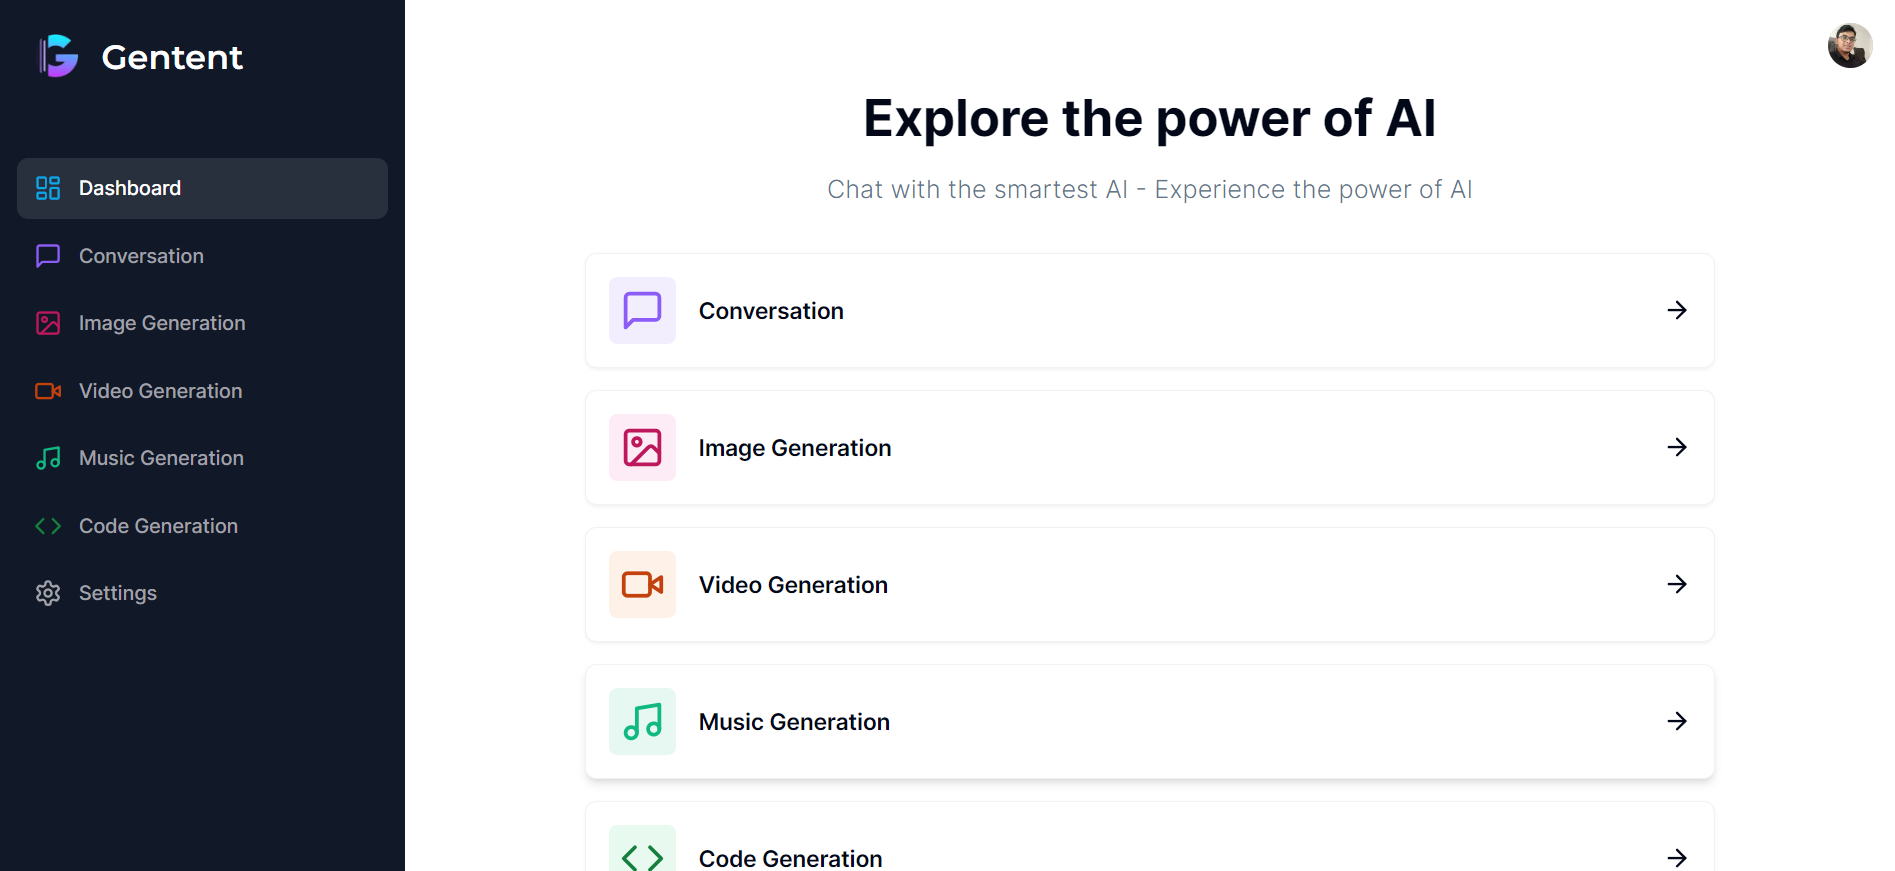 Gentent
Dashboard
Conversation
Image Generation
Video Generation
Music Generation
Code Generation
Settings
Explore the power of AI
Chat with the smartest AI - Experience the power of AI
Conversation
Image Generation
Video Generation
Music Generation
Code Generation